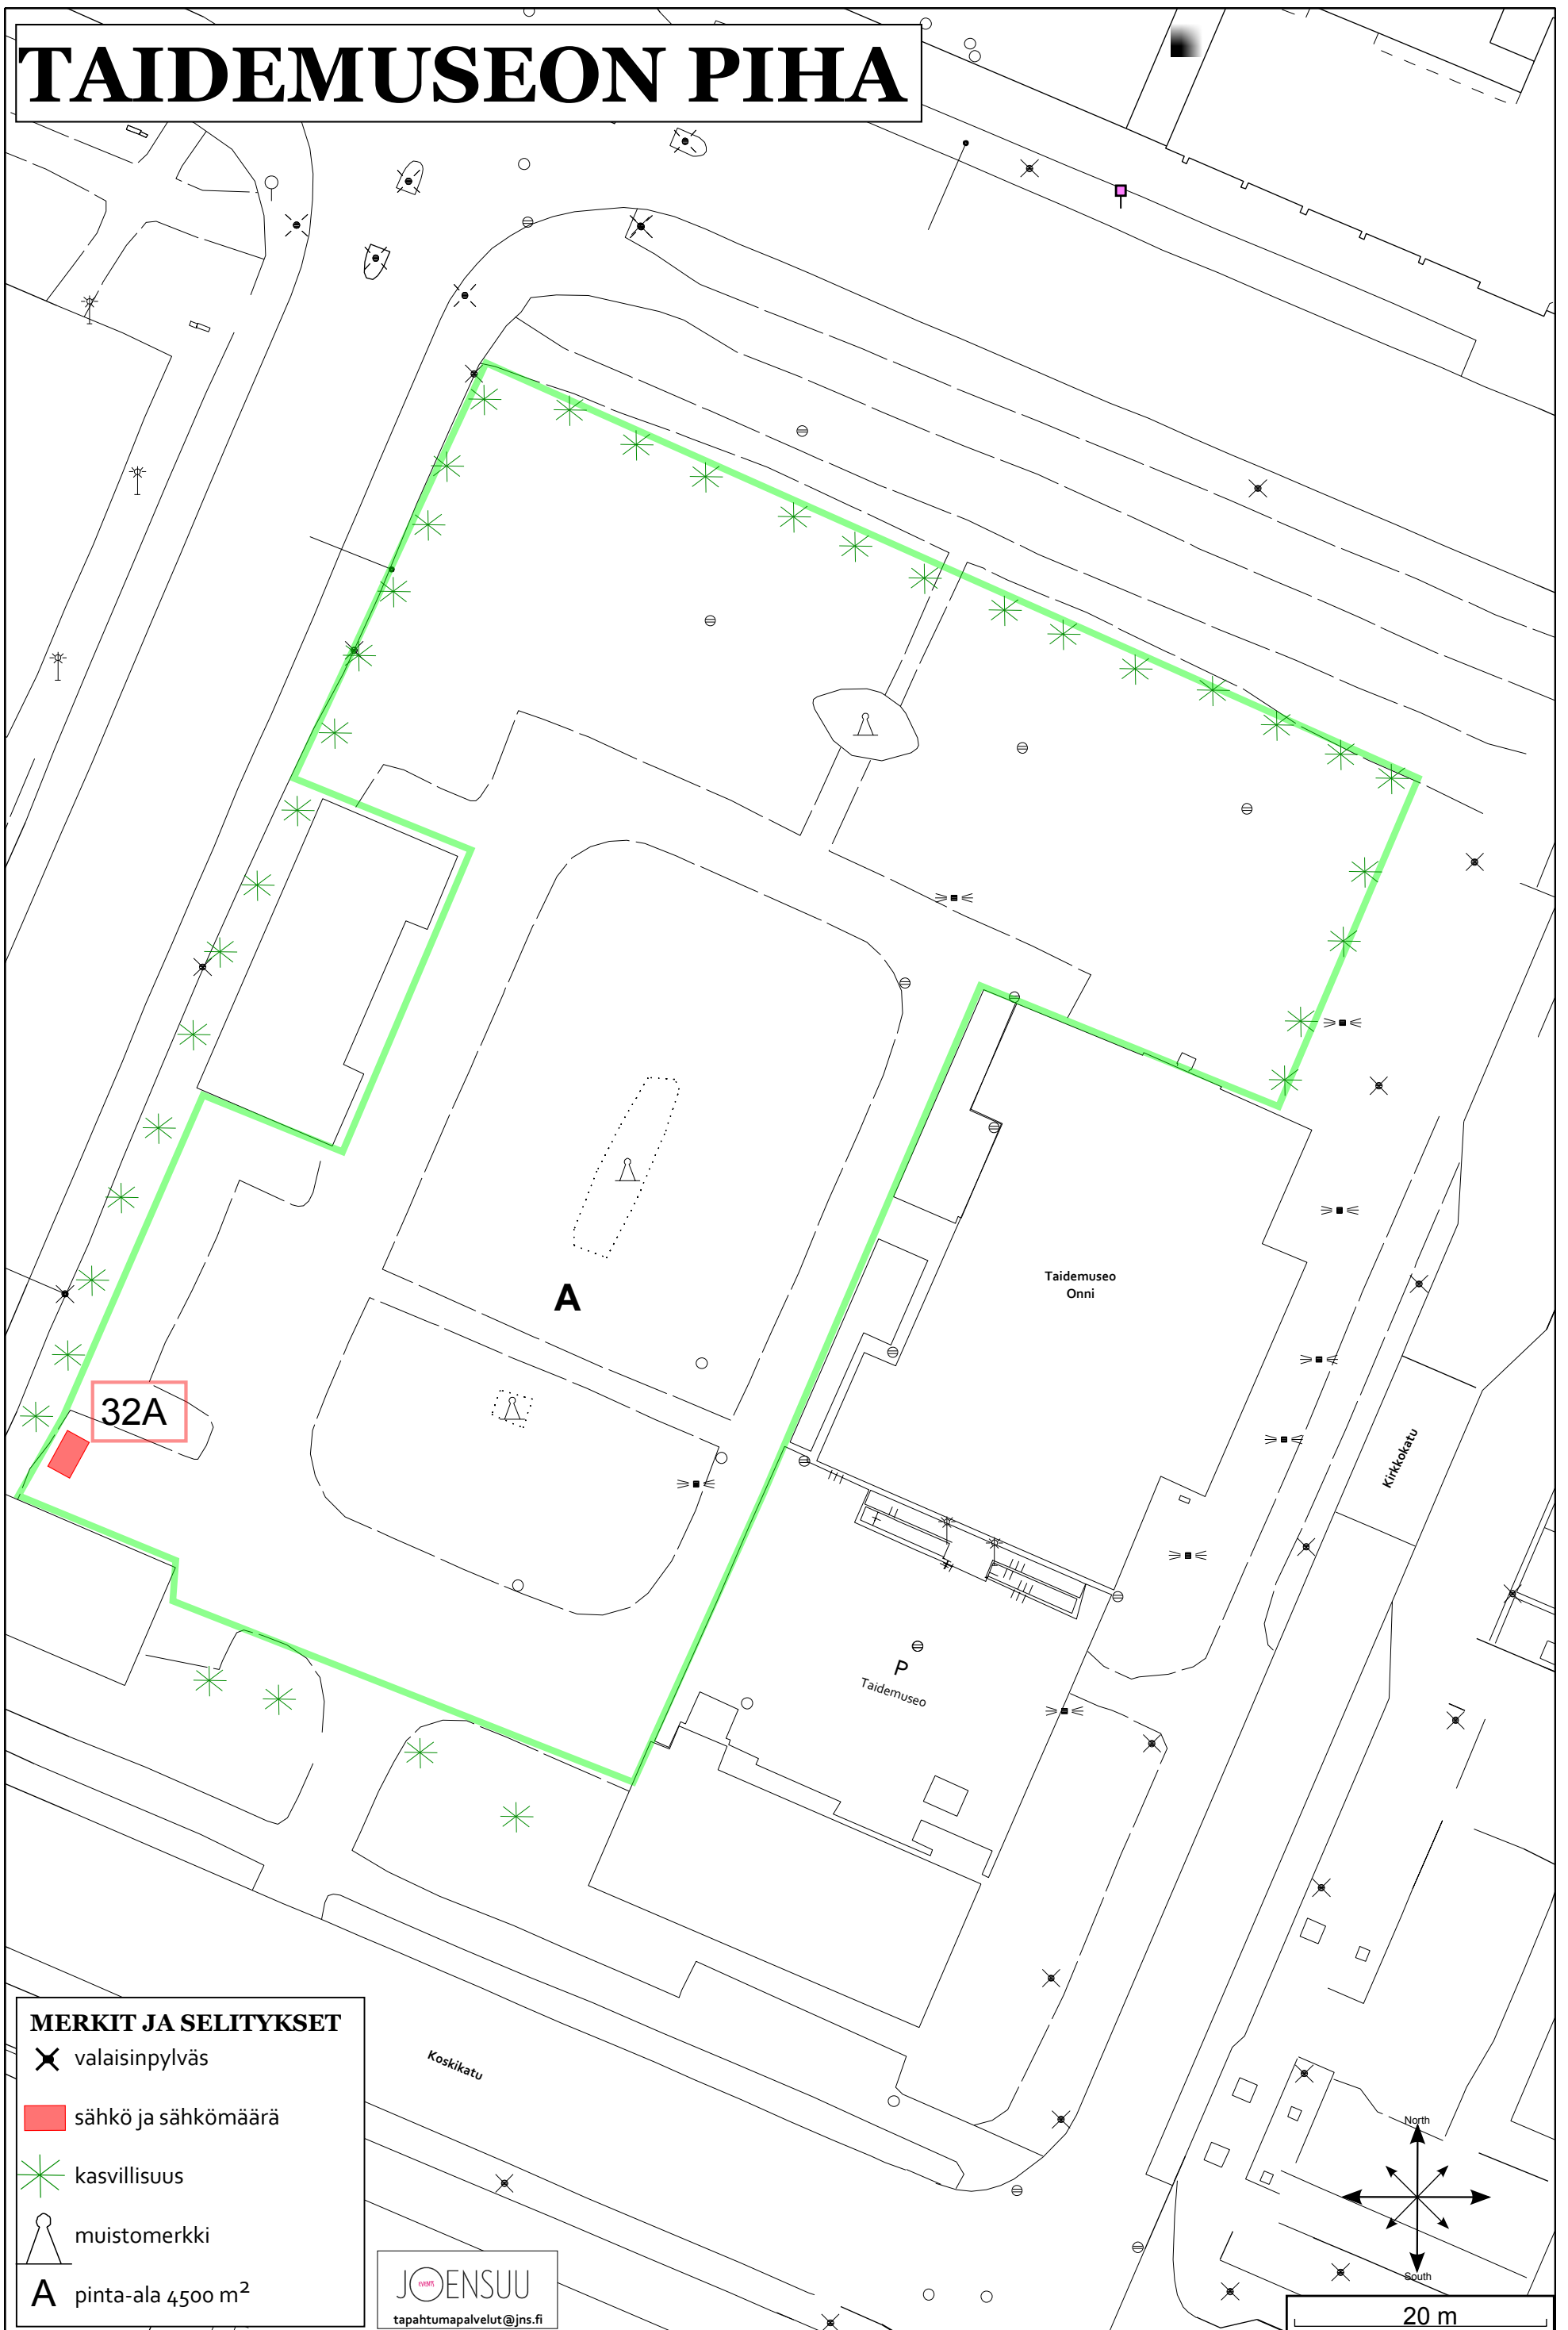 TAIDEMUSEON PIHA
Taidemuseo
Onni
A
32A
Kirkkokatu
P
Taidemuseo
Koskikatu
MERKIT JA SELITYKSET
valaisinpylväs
sähkö ja sähkömäärä
kasvillisuus
muistomerkki
A pinta-ala 4500 m²
JOENSUU
EVENTS
tapahtumapalvelut@jns.fi
North
South
20 m